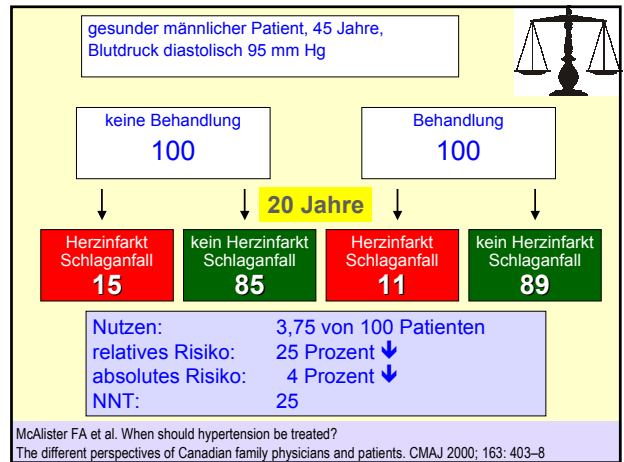 gesunder männlicher Patient, 45 Jahre,
Blutdruck diastolisch 95 mm Hg
keine Behandlung
100
Behandlung
100
20 Jahre
Herzinfarkt
Schlaganfall
15
kein Herzinfarkt
Schlaganfall
85
Herzinfarkt
Schlaganfall
11
kein Herzinfarkt
Schlaganfall
89
Nutzen: 3,75 von 100 Patienten
relatives Risiko: 25 Prozent 🡻
absolutes Risiko: 4 Prozent 🡻
NNT: 25
McAlister FA et al. When should hypertension be treated?
The different perspectives of Canadian family physicians and patients. CMAJ 2000; 163: 403–8